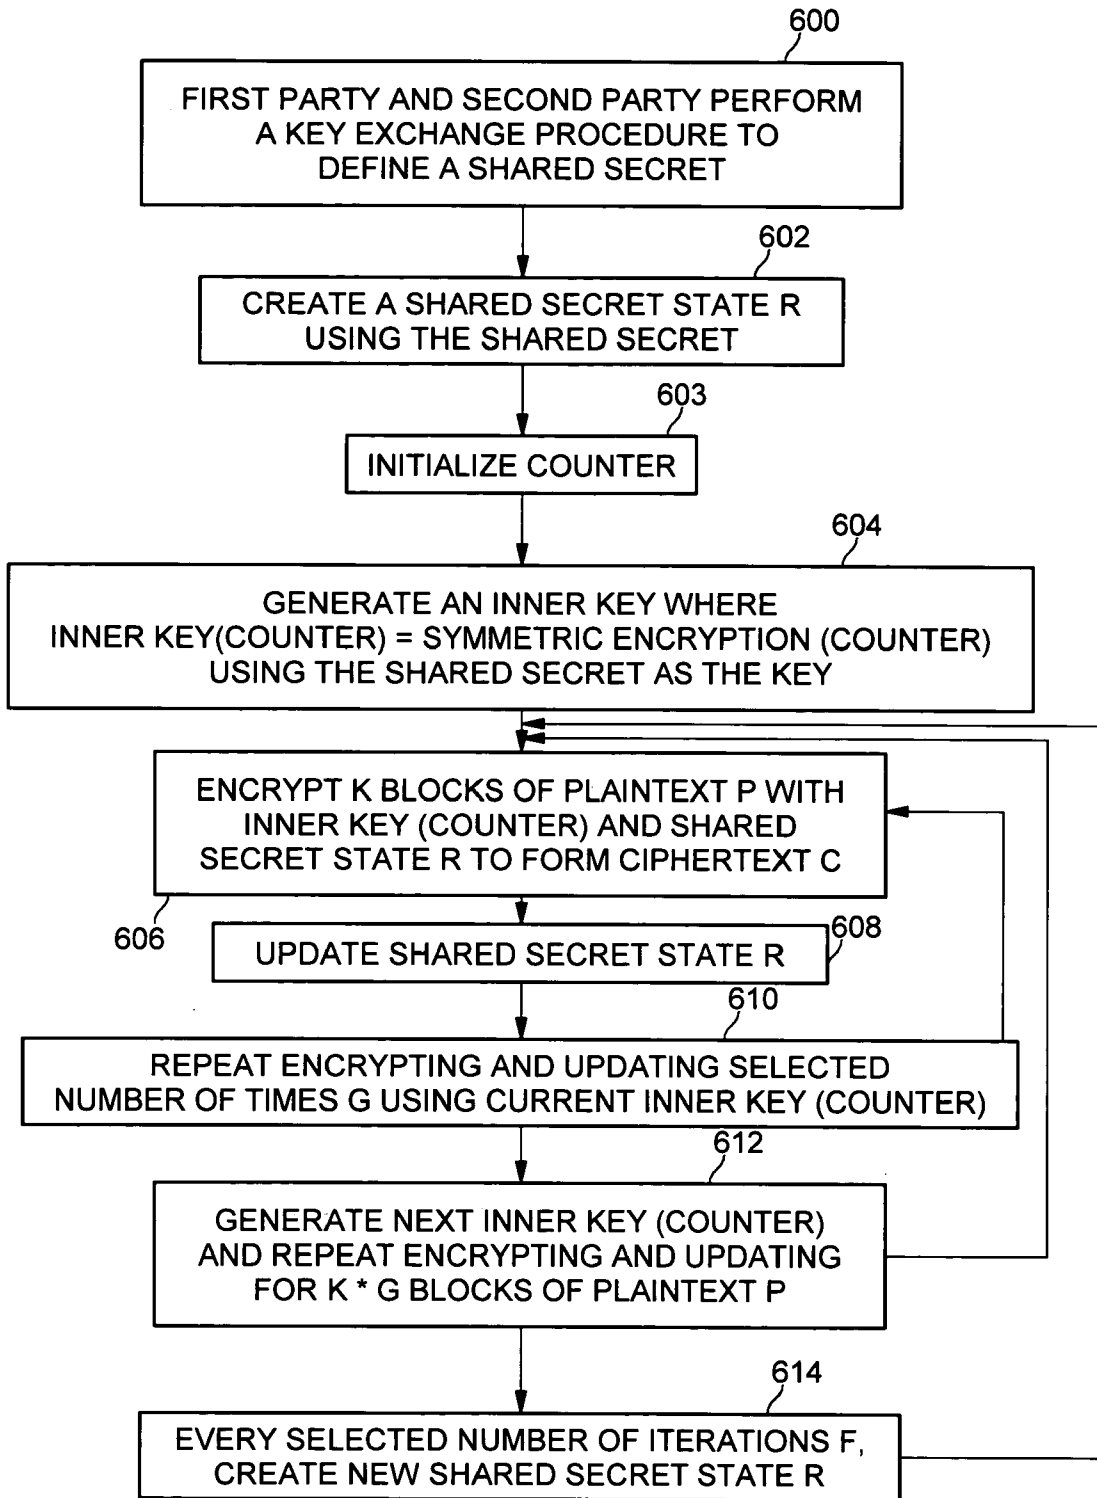 600
FIRST PARTY AND SECOND PARTY PERFORM
A KEY EXCHANGE PROCEDURE TO
DEFINE A SHARED SECRET
602
CREATE A SHARED SECRET STATE R
USING THE SHARED SECRET
603
INITIALIZE COUNTER
604
GENERATE AN INNER KEY WHERE
INNER KEY(COUNTER) = SYMMETRIC ENCRYPTION (COUNTER)
USING THE SHARED SECRET AS THE KEY
ENCRYPT K BLOCKS OF PLAINTEXT P WITH
INNER KEY (COUNTER) AND SHARED
SECRET STATE R TO FORM CIPHERTEXT C
606
608
UPDATE SHARED SECRET STATE R
610
REPEAT ENCRYPTING AND UPDATING SELECTED
NUMBER OF TIMES G USING CURRENT INNER KEY (COUNTER)
612
GENERATE NEXT INNER KEY (COUNTER)
AND REPEAT ENCRYPTING AND UPDATING
FOR K * G BLOCKS OF PLAINTEXT P
614
EVERY SELECTED NUMBER OF ITERATIONS F,
CREATE NEW SHARED SECRET STATE R